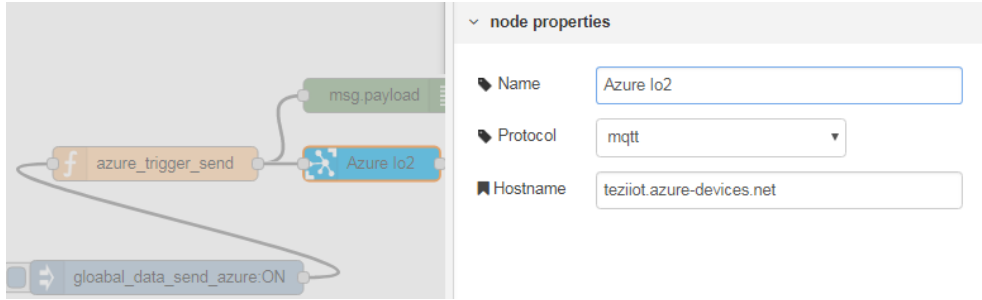 node properties
Name
Azure Io2
Protocol
mqtt
Hostname
teziiot.azure-devices.net
msg.payload
azure_trigger_send
Azure Io2
gloabal_data_send_azure:ON